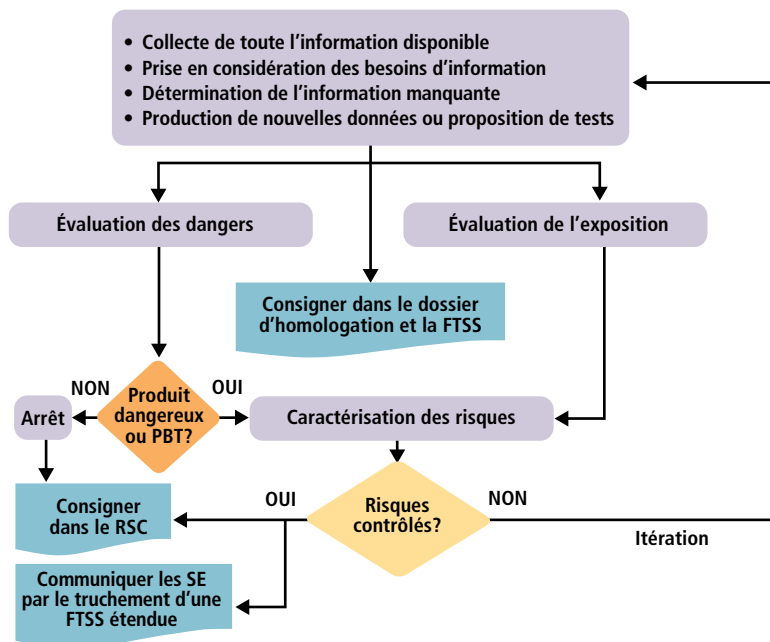 • Collecte de toute l’information disponible
• Prise en considération des besoins d’information
• Détermination de l’information manquante
• Production de nouvelles données ou proposition de tests
Évaluation des dangers
Évaluation de l’exposition
Consigner dans le dossier
d’homologation et la FTSS
NON
Produit
dangereux
ou PBT?
OUI
Arrêt
Caractérisation des risques
Consigner
dans le RSC
OUI
Risques
contrôlés?
NON
Itération
Communiquer les SE
par le truchement d’une
FTSS étendue